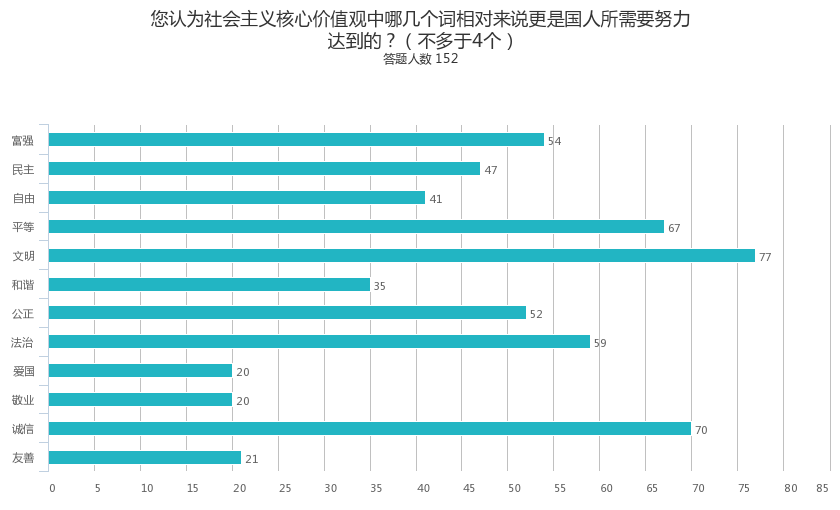 您认为社会主义核心价值观中哪几个词相对来说更是国人所需要努力
达到的？（不多于4个）
答题人数 152
富强 54
民主 47
自由 41
平等 67
文明 77
和谐 35
公正 52
法治 59
爱国 20
敬业 20
诚信 70
友善 21
0 5 10 15 20 25 30 35 40 45 50 55 60 65 70 75 80 85